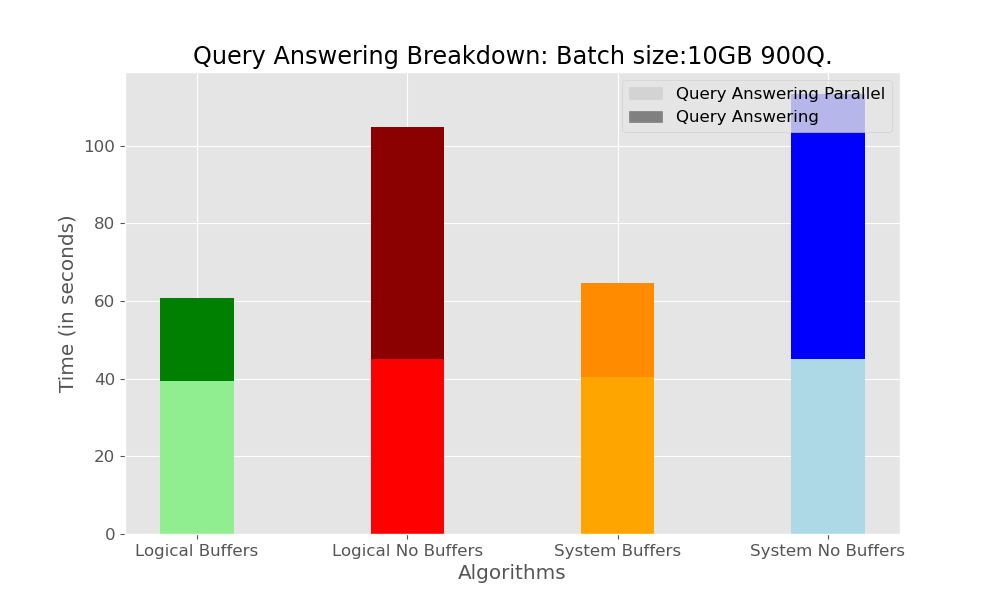 Query Answering Breakdown: Batch size:10GB 900Q.
Query Answering Parallel
Query Answering
Time (in seconds)
100
80
60
40
20
0
Logical Buffers
Logical No Buffers
System Buffers
System No Buffers
Algorithms